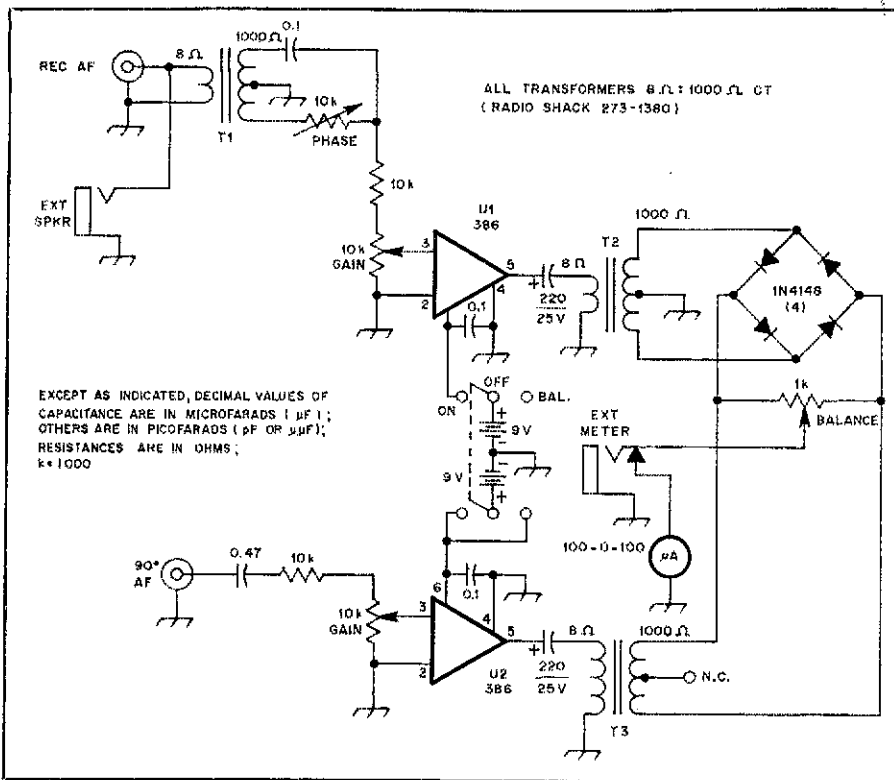 REC AF
8 Ω
1000 Ω
0.1
T1
10k
PHASE
ALL TRANSFORMERS 8 Ω : 1000 Ω CT
(RADIO SHACK 273-1380)
EXT
SPKR
10k
10k
GAIN
U1
386
3
2
5
4
0.1
+
220
25V
8 Ω
T2
1000 Ω
1N4148
(4)
EXCEPT AS INDICATED, DECIMAL VALUES OF
CAPACITANCE ARE IN MICROFARADS ( µF ) ;
OTHERS ARE IN PICOFARADS ( pF OR µµF);
RESISTANCES ARE IN OHMS ;
k=1000
ON
OFF
BAL.
+
9V
-
-
9V
+
EXT
METER
1k
BALANCE
100-0-100
µA
90°
AF
0.47
10k
10k
GAIN
6
0.1
3
2
4
5
U2
386
+
220
25V
8 Ω
1000 Ω
N.C.
T3